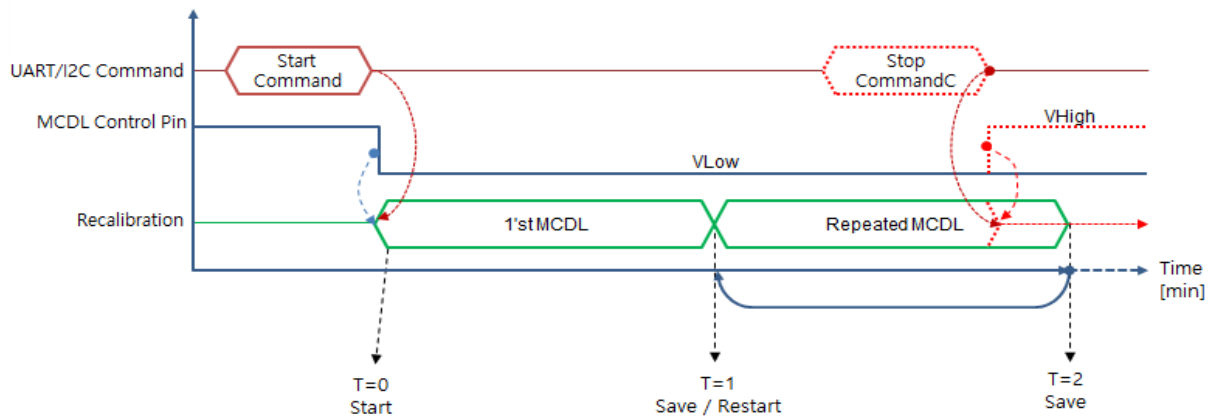 Start
Command
Stop
CommandC
UART/I2C Command
MCDL Control Pin
VHigh
VLow
Recalibration
1'st MCDL
Repeated MCDL
Time
[min]
T=0
Start
T=1
Save / Restart
T=2
Save